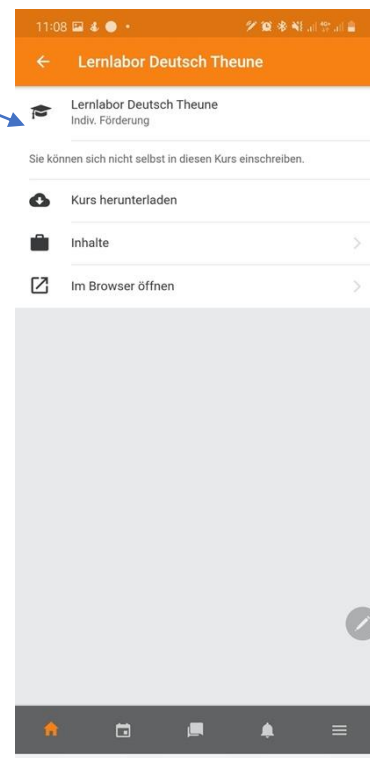 11:08
Lernlabor Deutsch Theune
Lernlabor Deutsch Theune
Indiv. Förderung
Sie können sich nicht selbst in diesen Kurs einschreiben.
Kurs herunterladen
Inhalte
Im Browser öffnen